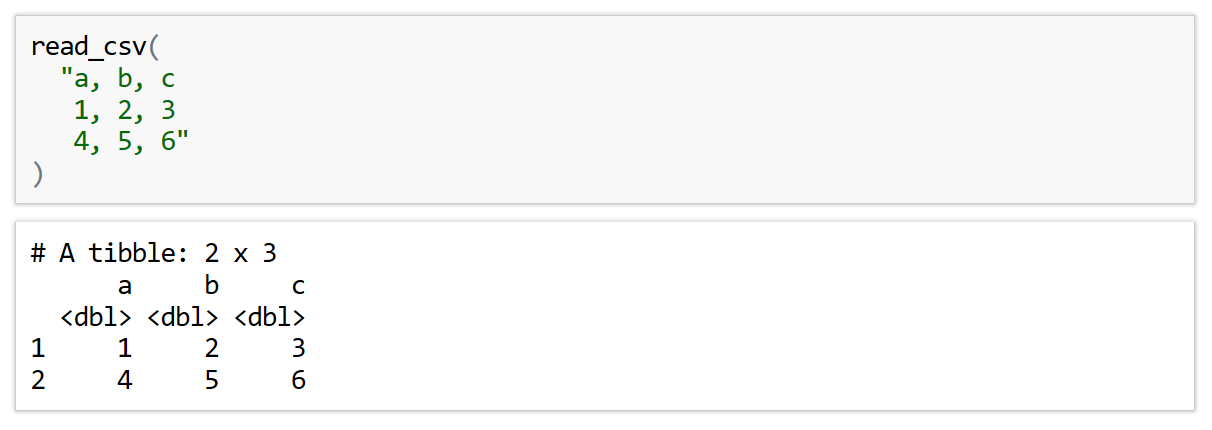 read_csv(
  "a, b, c
   1, 2, 3
   4, 5, 6"
)
# A tibble: 2 x 3
      a     b     c
  <dbl> <dbl> <dbl>
1     1     2     3
2     4     5     6